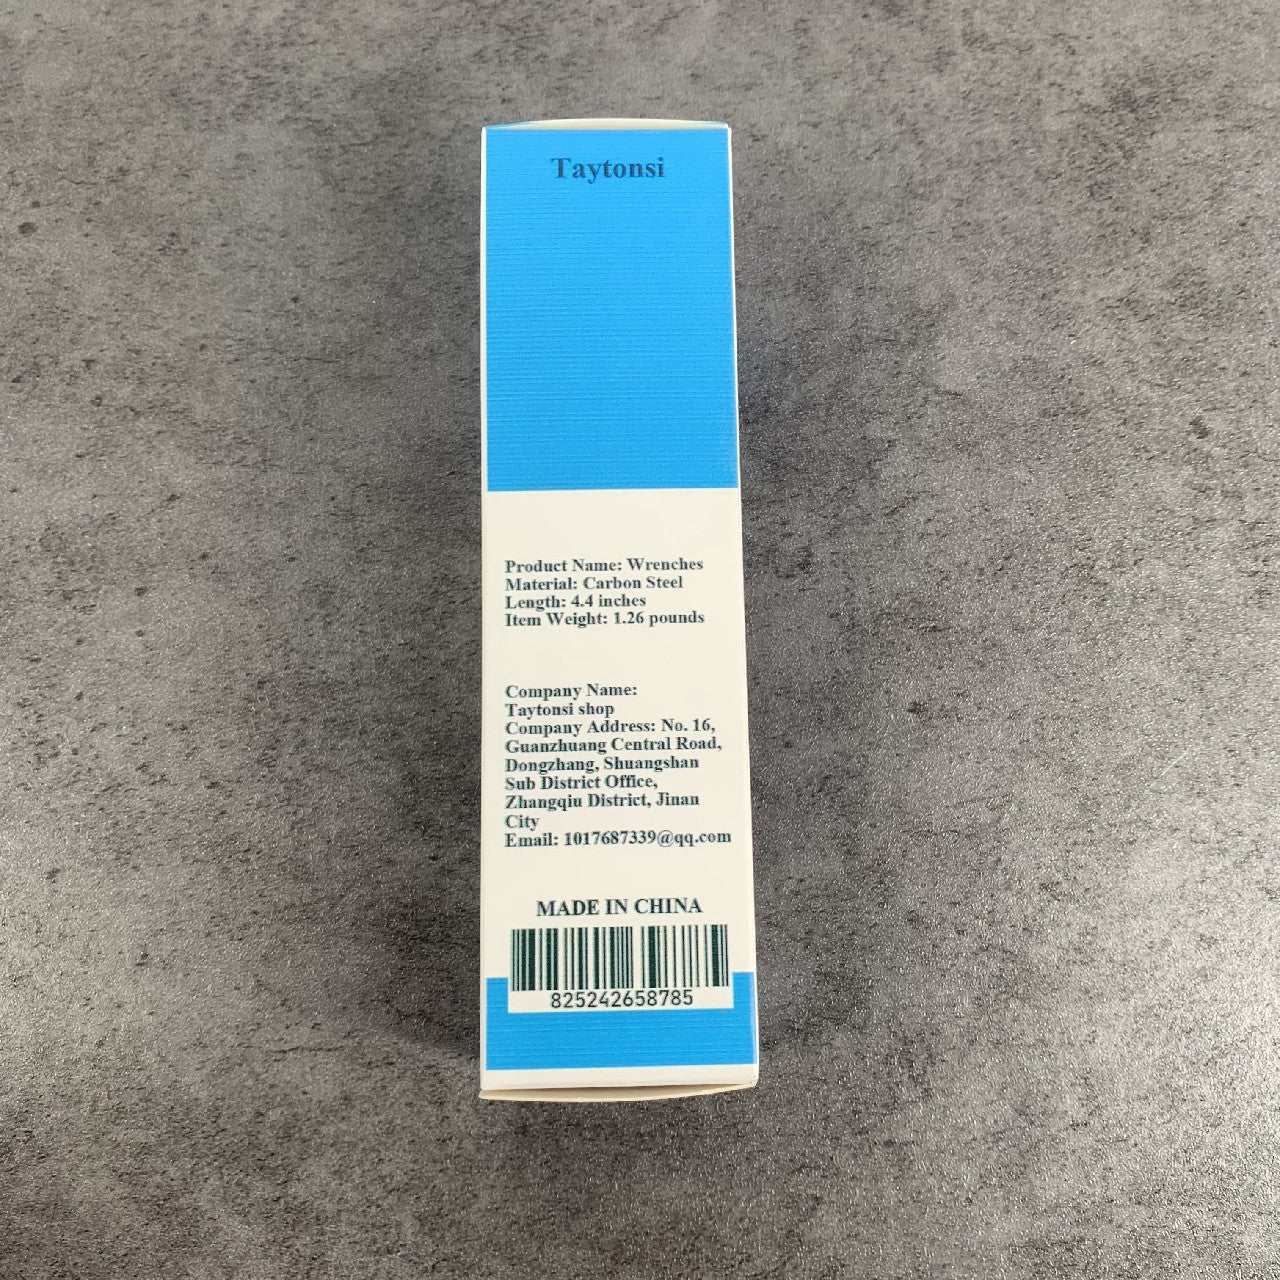 Taytonsi
Product Name: Wrenches
Material: Carbon Steel
Length: 4.4 inches
Item Weight: 1.26 pounds
Company Name:
Taytonsi shop
Company Address: No. 16,
Guanzhuang Central Road,
Dongzhang, Shuangshan
Sub District Office,
Zhangqiu District, Jinan
City
Email: 1017687339@qq.com
MADE IN CHINA
825242658785